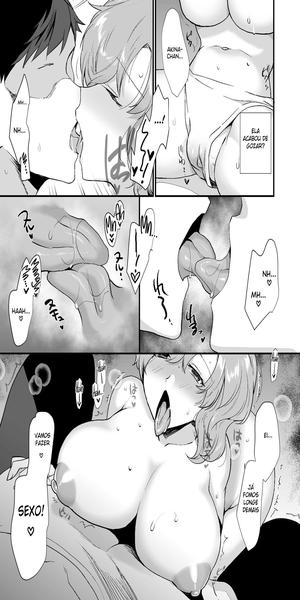 AKINA-
CHAN...
MH...
NH...
ELA
ACABOU DE
GOZAR?
NH...
MH...
HAAH...
EI...
JÁ
FOMOS
LONGE
DEMAIS
VAMOS
FAZER
SEXO!
♡